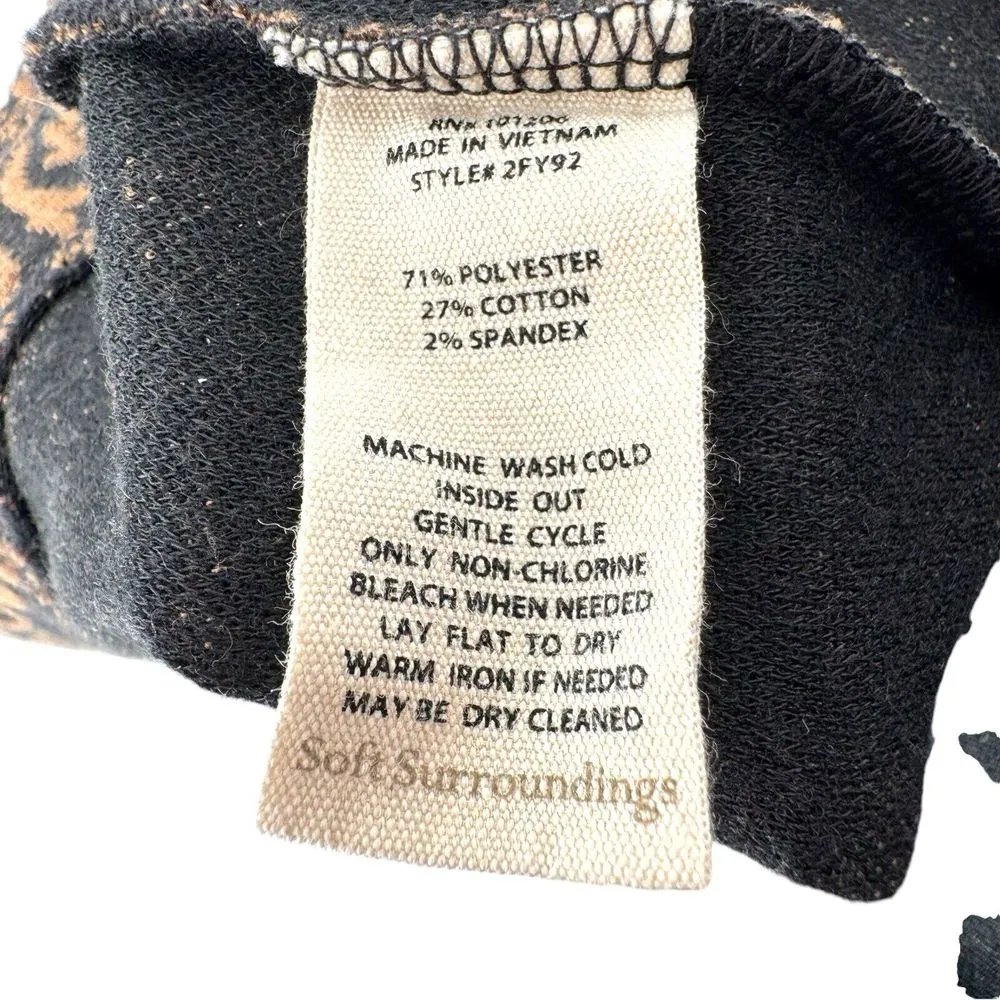 RN# 101206
MADE IN VIETNAM
STYLE# 2FY92
71% POLYESTER
27% COTTON
2% SPANDEX
MACHINE WASH COLD
INSIDE OUT
GENTLE CYCLE
ONLY NON-CHLORINE
BLEACH WHEN NEEDED
LAY FLAT TO DRY
WARM IRON IF NEEDED
MAY BE DRY CLEANED
Soft Surroundings